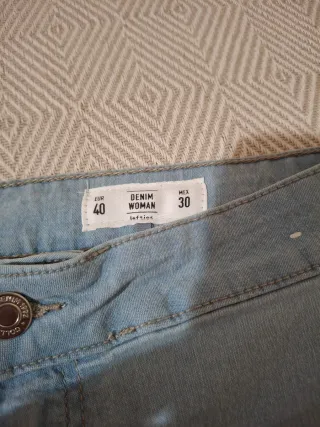 EUR
40
DENIM
WOMAN
lefties
MEX
30